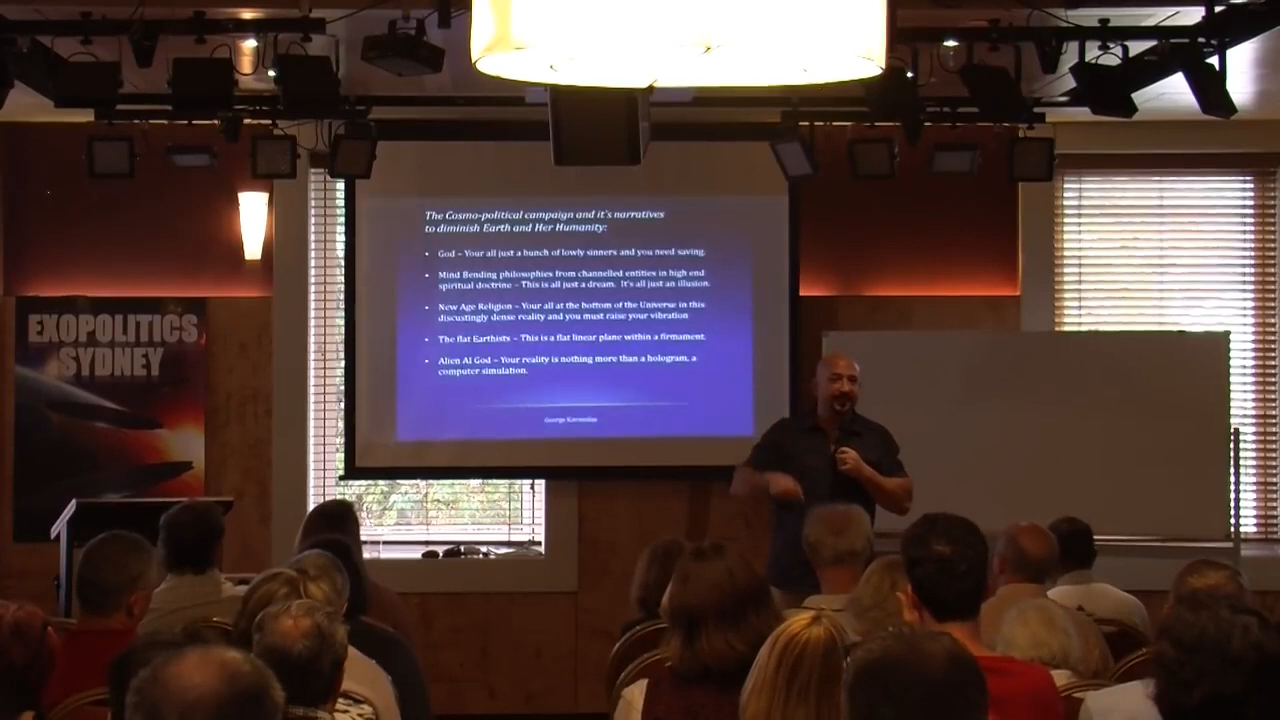 The Cosmo-political campaign and it's narratives
to diminish Earth and Her Humanity:
• God – Your all just a bunch of lowly sinners and you need saving.
• Mind Bending philosophies from channelled entities in high end
spiritual doctrine – This is all just a dream. It's all just an illusion.
• New Age Religion – Your all at the bottom of the Universe in this
discustingly dense reality and you must raise your vibration
• The flat Earthists – This is a flat linear plane within a firmament.
• Alien AI God – Your reality is nothing more than a hologram, a
computer simulation.
George
EXOPOLITICS
SYDNEY